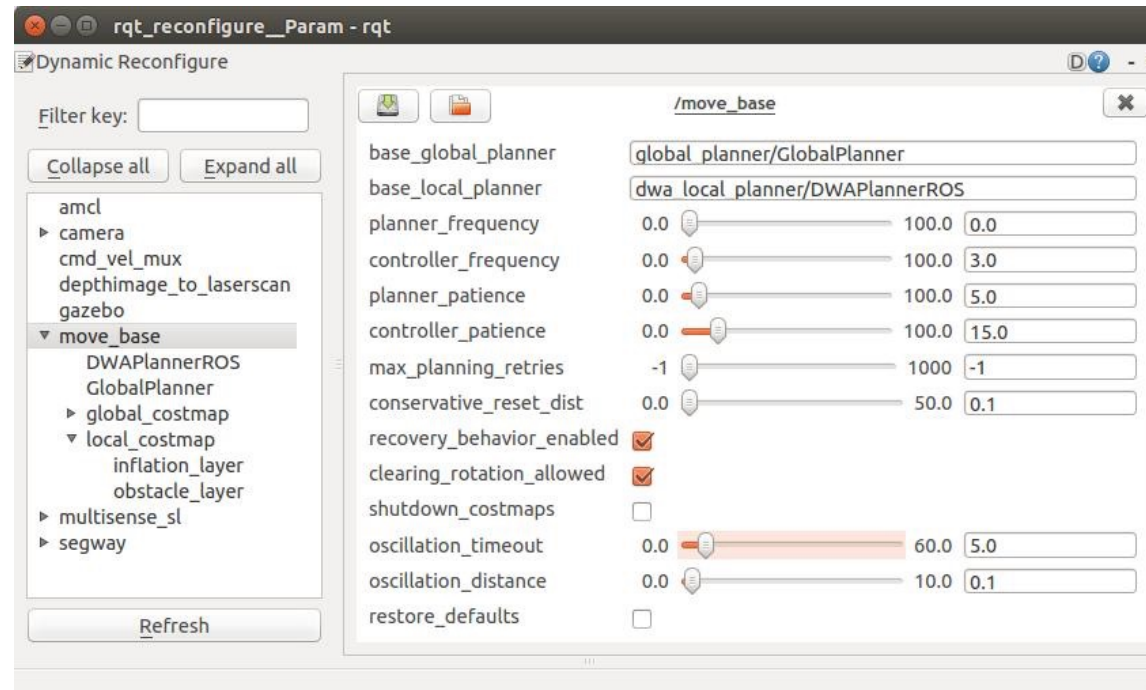 rqt_reconfigure__Param - rqt
Dynamic Reconfigure D ? -
Filter key:
Collapse all Expand all
amcl
camera
cmd_vel_mux
depthimage_to_laserscan
gazebo
move_base
DWAPlannerROS
GlobalPlanner
global_costmap
local_costmap
inflation_layer
obstacle_layer
multisense_sl
segway
Refresh
/move_base
base_global_planner global_planner/GlobalPlanner
base_local_planner dwa_local_planner/DWAPlannerROS
planner_frequency 0.0 100.0 0.0
controller_frequency 0.0 100.0 3.0
planner_patience 0.0 100.0 5.0
controller_patience 0.0 100.0 15.0
max_planning_retries -1 1000 -1
conservative_reset_dist 0.0 50.0 0.1
recovery_behavior_enabled
clearing_rotation_allowed
shutdown_costmaps
oscillation_timeout 0.0 60.0 5.0
oscillation_distance 0.0 10.0 0.1
restore_defaults